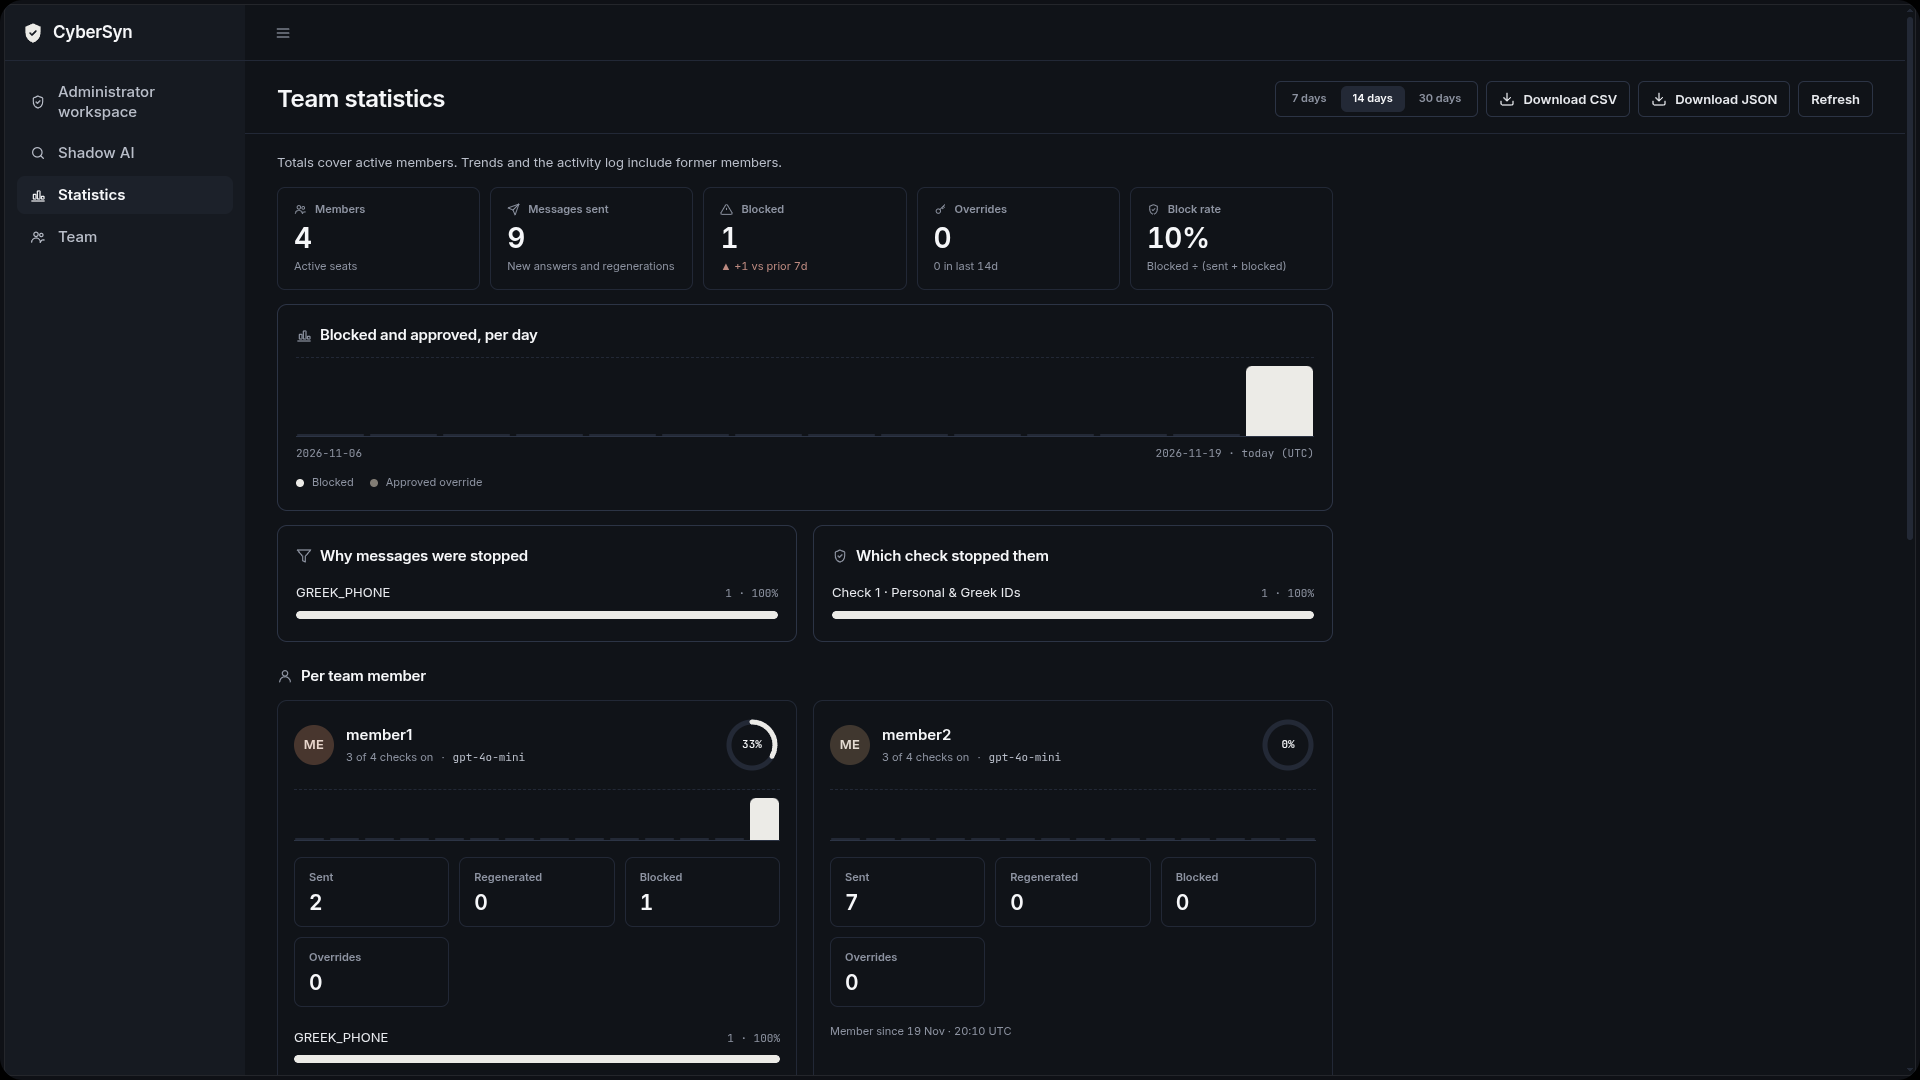 CyberSyn
Administrator
workspace
Shadow AI
Statistics
Team
Team statistics
7 days
14 days
30 days
Download CSV
Download JSON
Refresh
Totals cover active members. Trends and the activity log include former members.
Members
4
Active seats
Messages sent
9
New answers and regenerations
Blocked
1
▲ +1 vs prior 7d
Overrides
0
0 in last 14d
Block rate
10%
Blocked ÷ (sent + blocked)
Blocked and approved, per day
2026-11-06
2026-11-19 · today (UTC)
Blocked
Approved override
Why messages were stopped
GREEK_PHONE
1 · 100%
Which check stopped them
Check 1 · Personal & Greek IDs
1 · 100%
Per team member
ME
member1
3 of 4 checks on · gpt-4o-mini
33%
Sent
2
Regenerated
0
Blocked
1
Overrides
0
GREEK_PHONE
1 · 100%
ME
member2
3 of 4 checks on · gpt-4o-mini
0%
Sent
7
Regenerated
0
Blocked
0
Overrides
0
Member since 19 Nov · 20:10 UTC